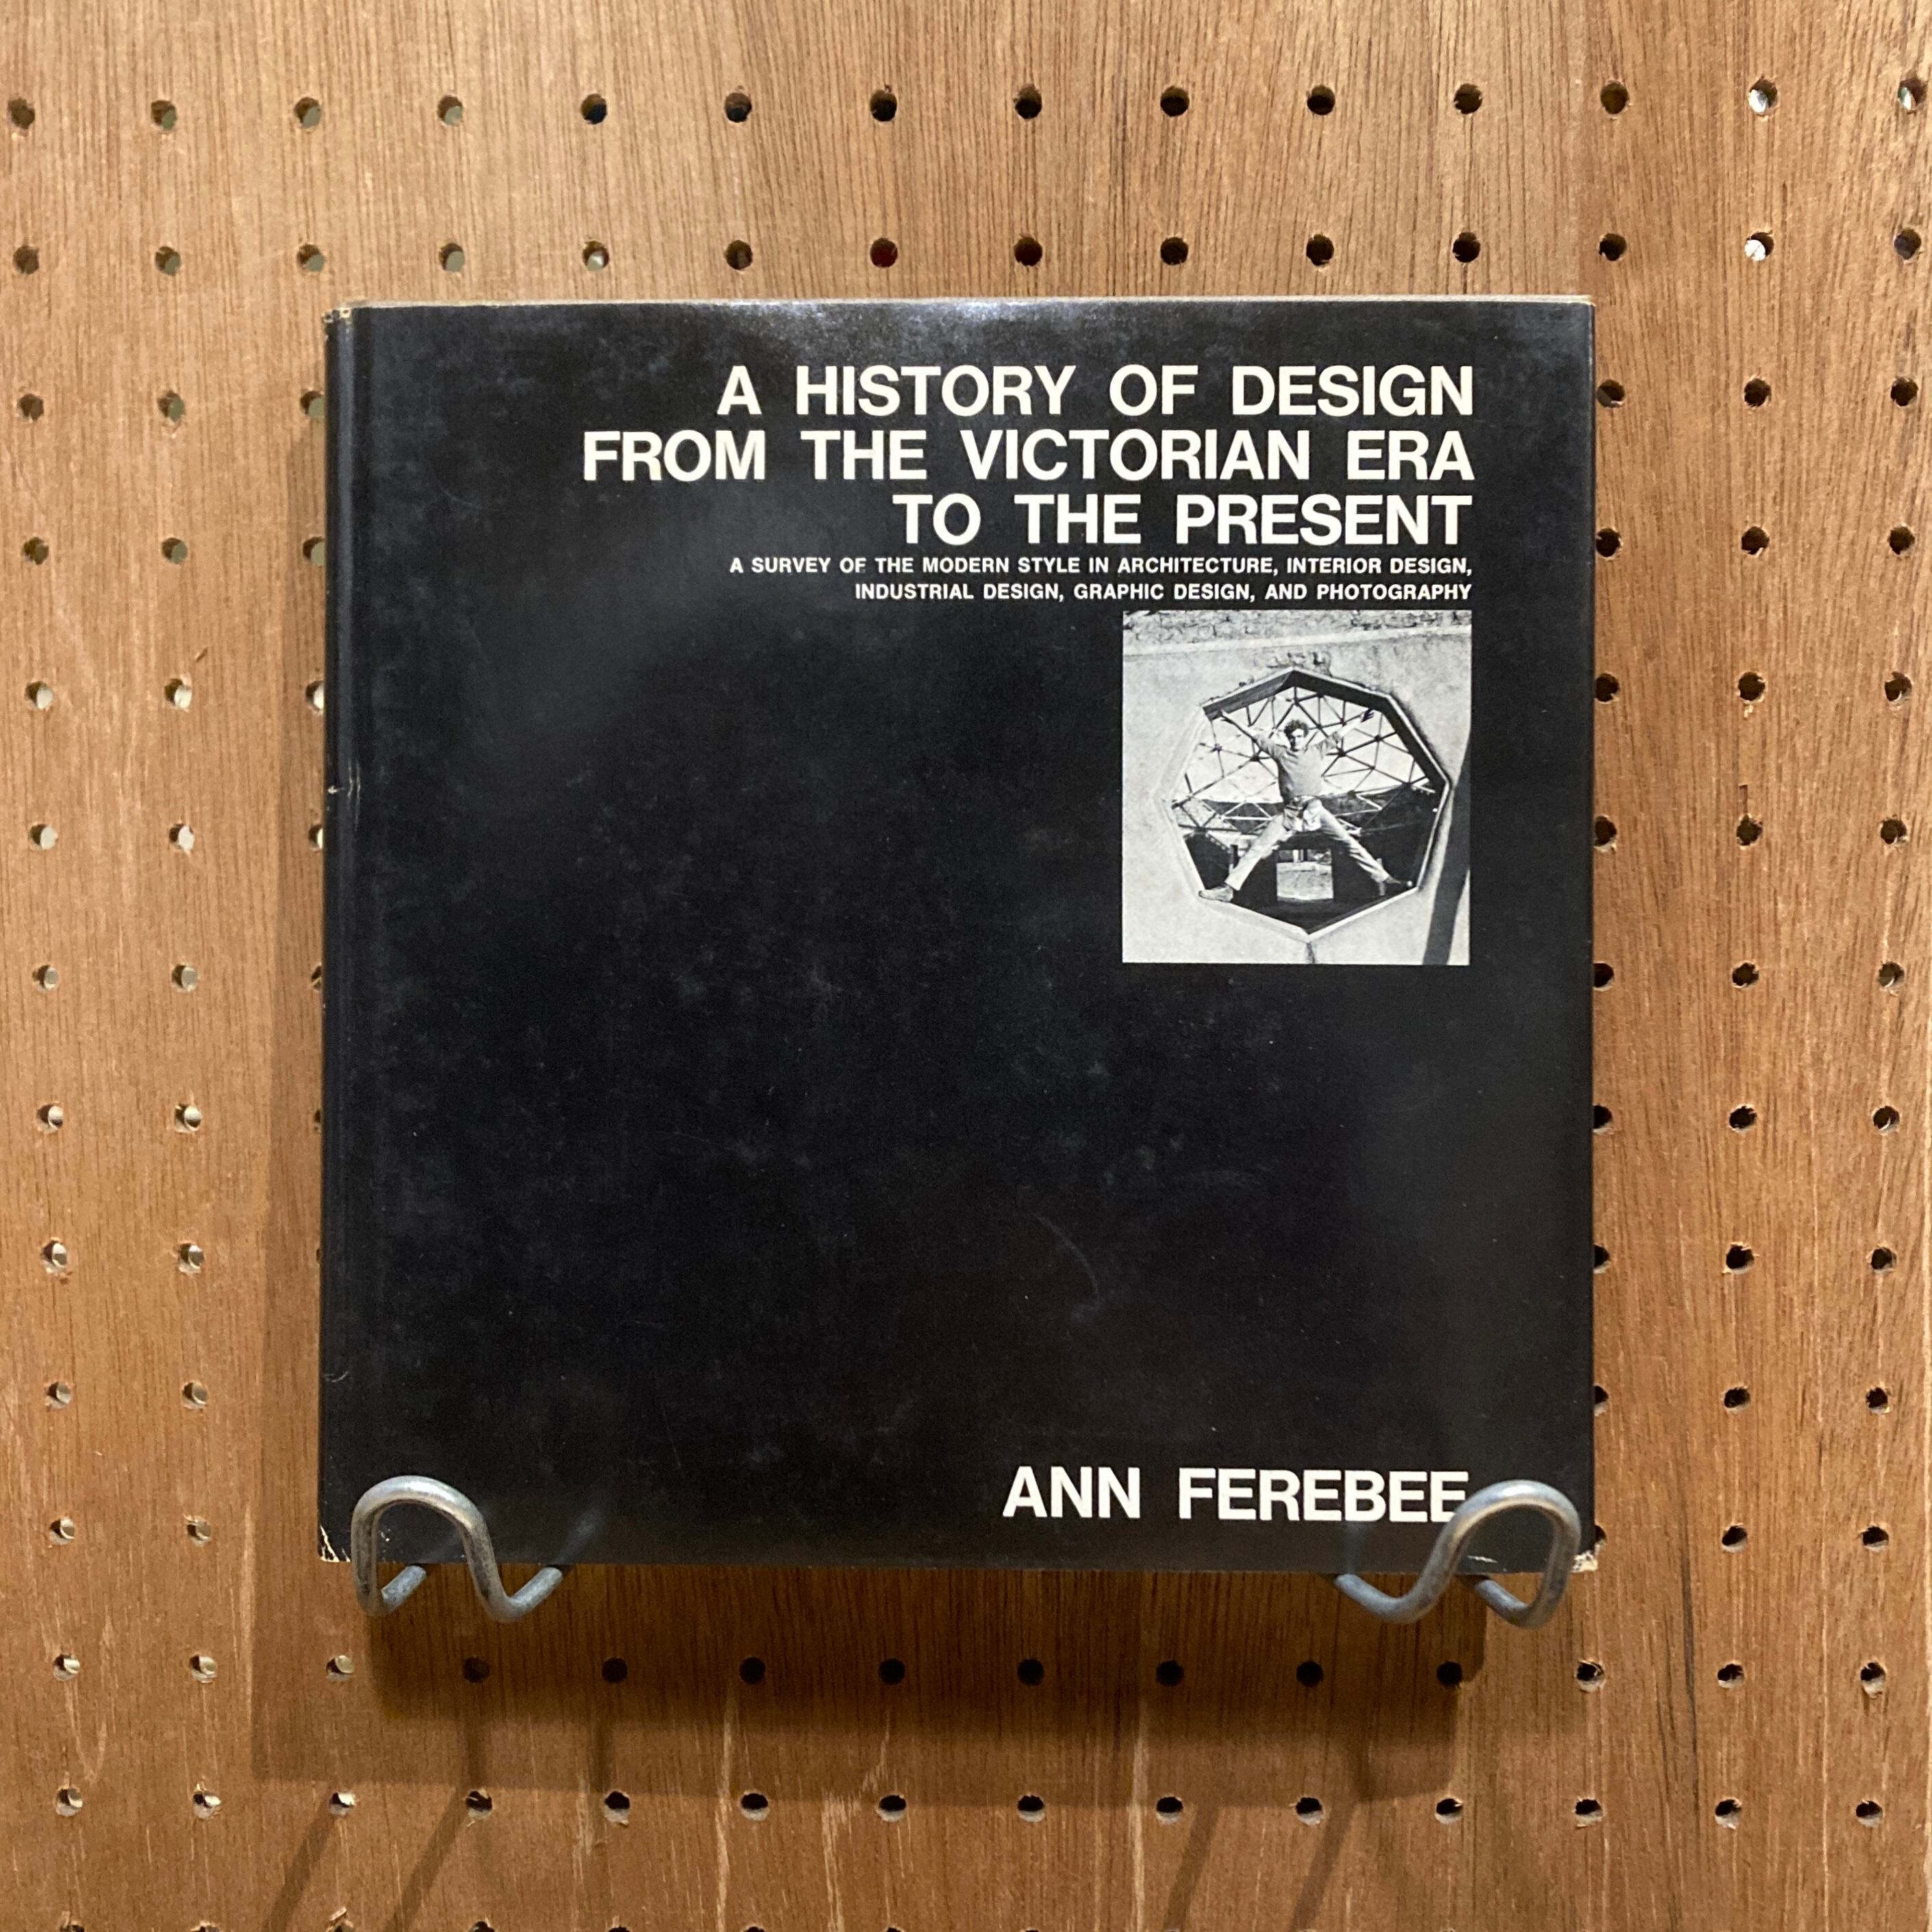 A HISTORY OF DESIGN
FROM THE VICTORIAN ERA
TO THE PRESENT
A SURVEY OF THE MODERN STYLE IN ARCHITECTURE, INTERIOR DESIGN,
INDUSTRIAL DESIGN, GRAPHIC DESIGN, AND PHOTOGRAPHY
ANN FEREBEE